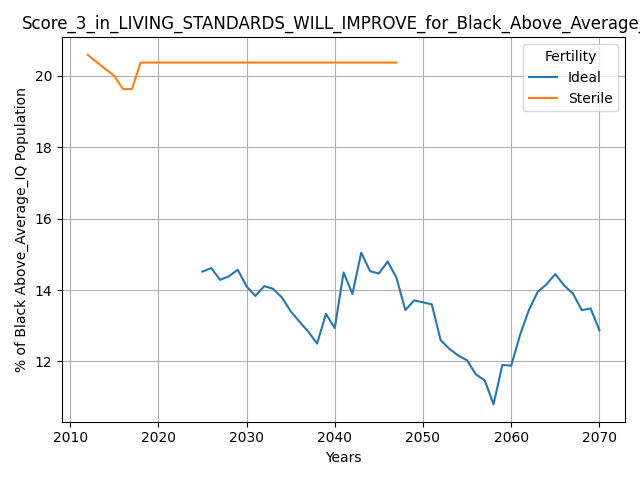 Score_3_in_LIVING_STANDARDS_WILL_IMPROVE_for_Black_Above_Average_
Fertility
Ideal
Sterile
% of Black Above_Average_IQ Population
20
18
16
14
12
2010 2020 2030 2040 2050 2060 2070
Years